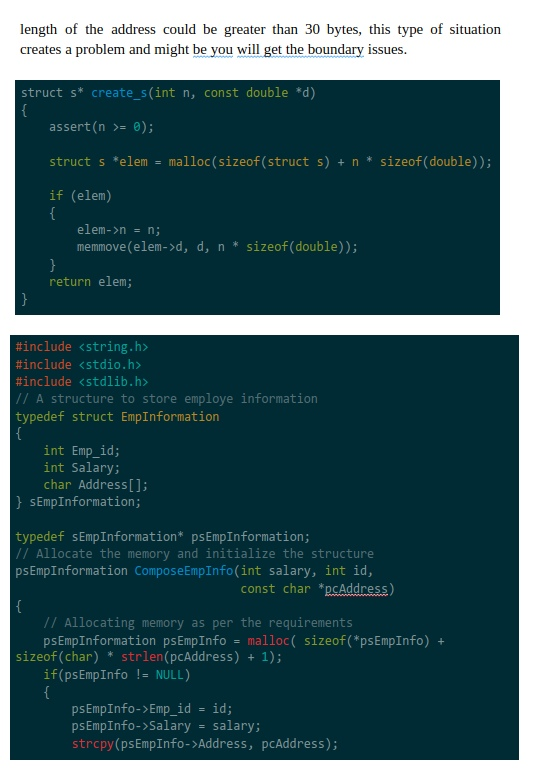 length of the address could be greater than 30 bytes, this type of situation
creates a problem and might be you will get the boundary issues.
struct s* create_s(int n, const double *d)
{
    assert(n >= 0);
    struct s *elem = malloc(sizeof(struct s) + n * sizeof(double));
    if (elem)
    {
        elem->n = n;
        memmove(elem->d, d, n * sizeof(double));
    }
    return elem;
}
#include <string.h>
#include <stdio.h>
#include <stdlib.h>
// A structure to store employe information
typedef struct EmpInformation
{
    int Emp_id;
    int Salary;
    char Address[];
} sEmpInformation;
typedef sEmpInformation* psEmpInformation;
// Allocate the memory and initialize the structure
psEmpInformation ComposeEmpInfo(int salary, int id,
                                const char *pcAddress)
{
    // Allocating memory as per the requirements
    psEmpInformation psEmpInfo = malloc( sizeof(*psEmpInfo) +
sizeof(char) * strlen(pcAddress) + 1);
    if(psEmpInfo != NULL)
    {
        psEmpInfo->Emp_id = id;
        psEmpInfo->Salary = salary;
        strcpy(psEmpInfo->Address, pcAddress);